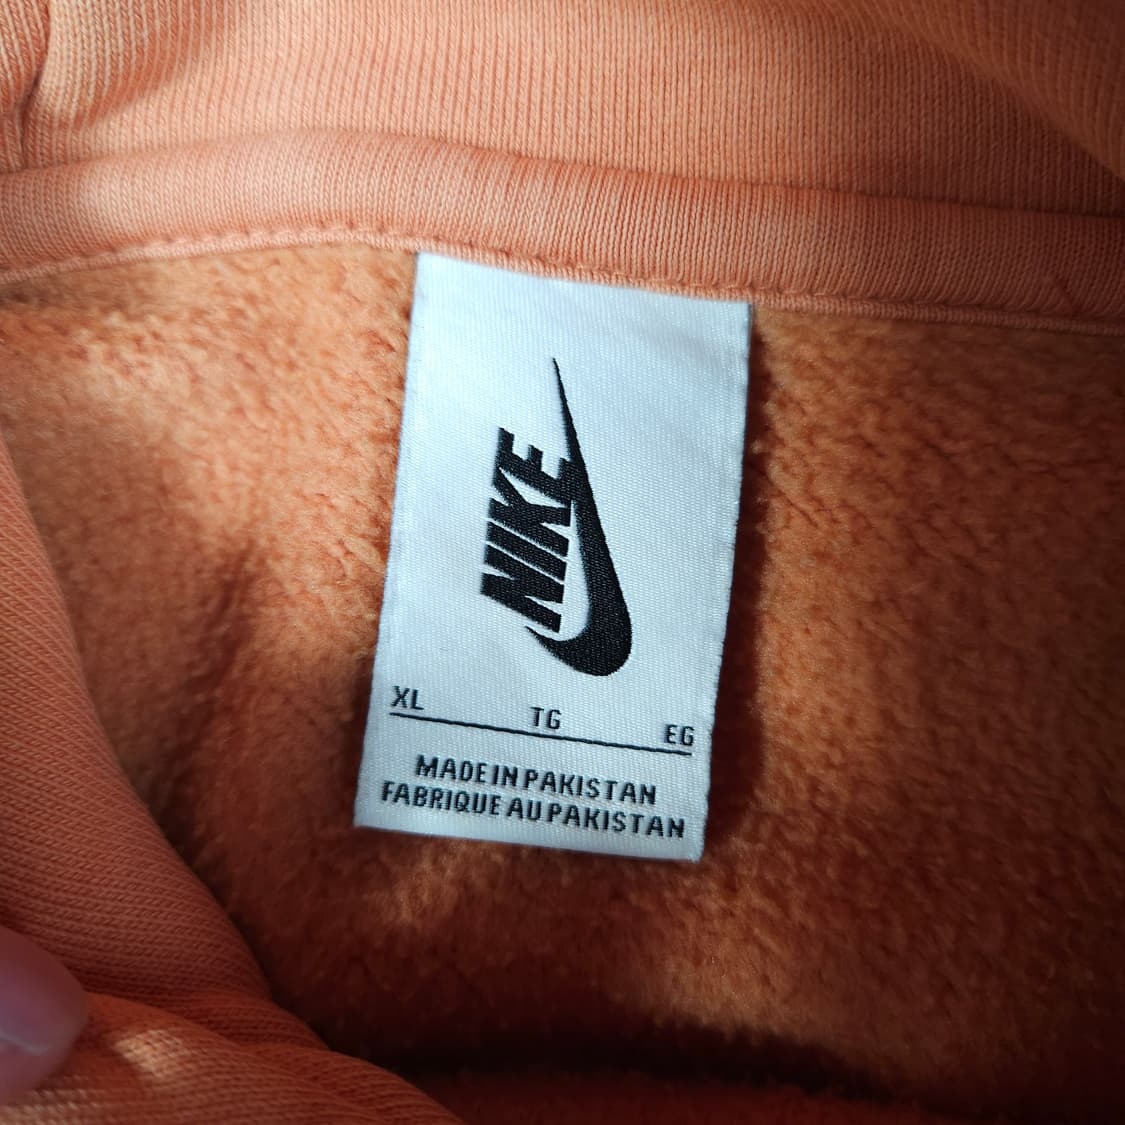 NIKE
XL TG EG
MADE IN PAKISTAN
FABRIQUE AU PAKISTAN